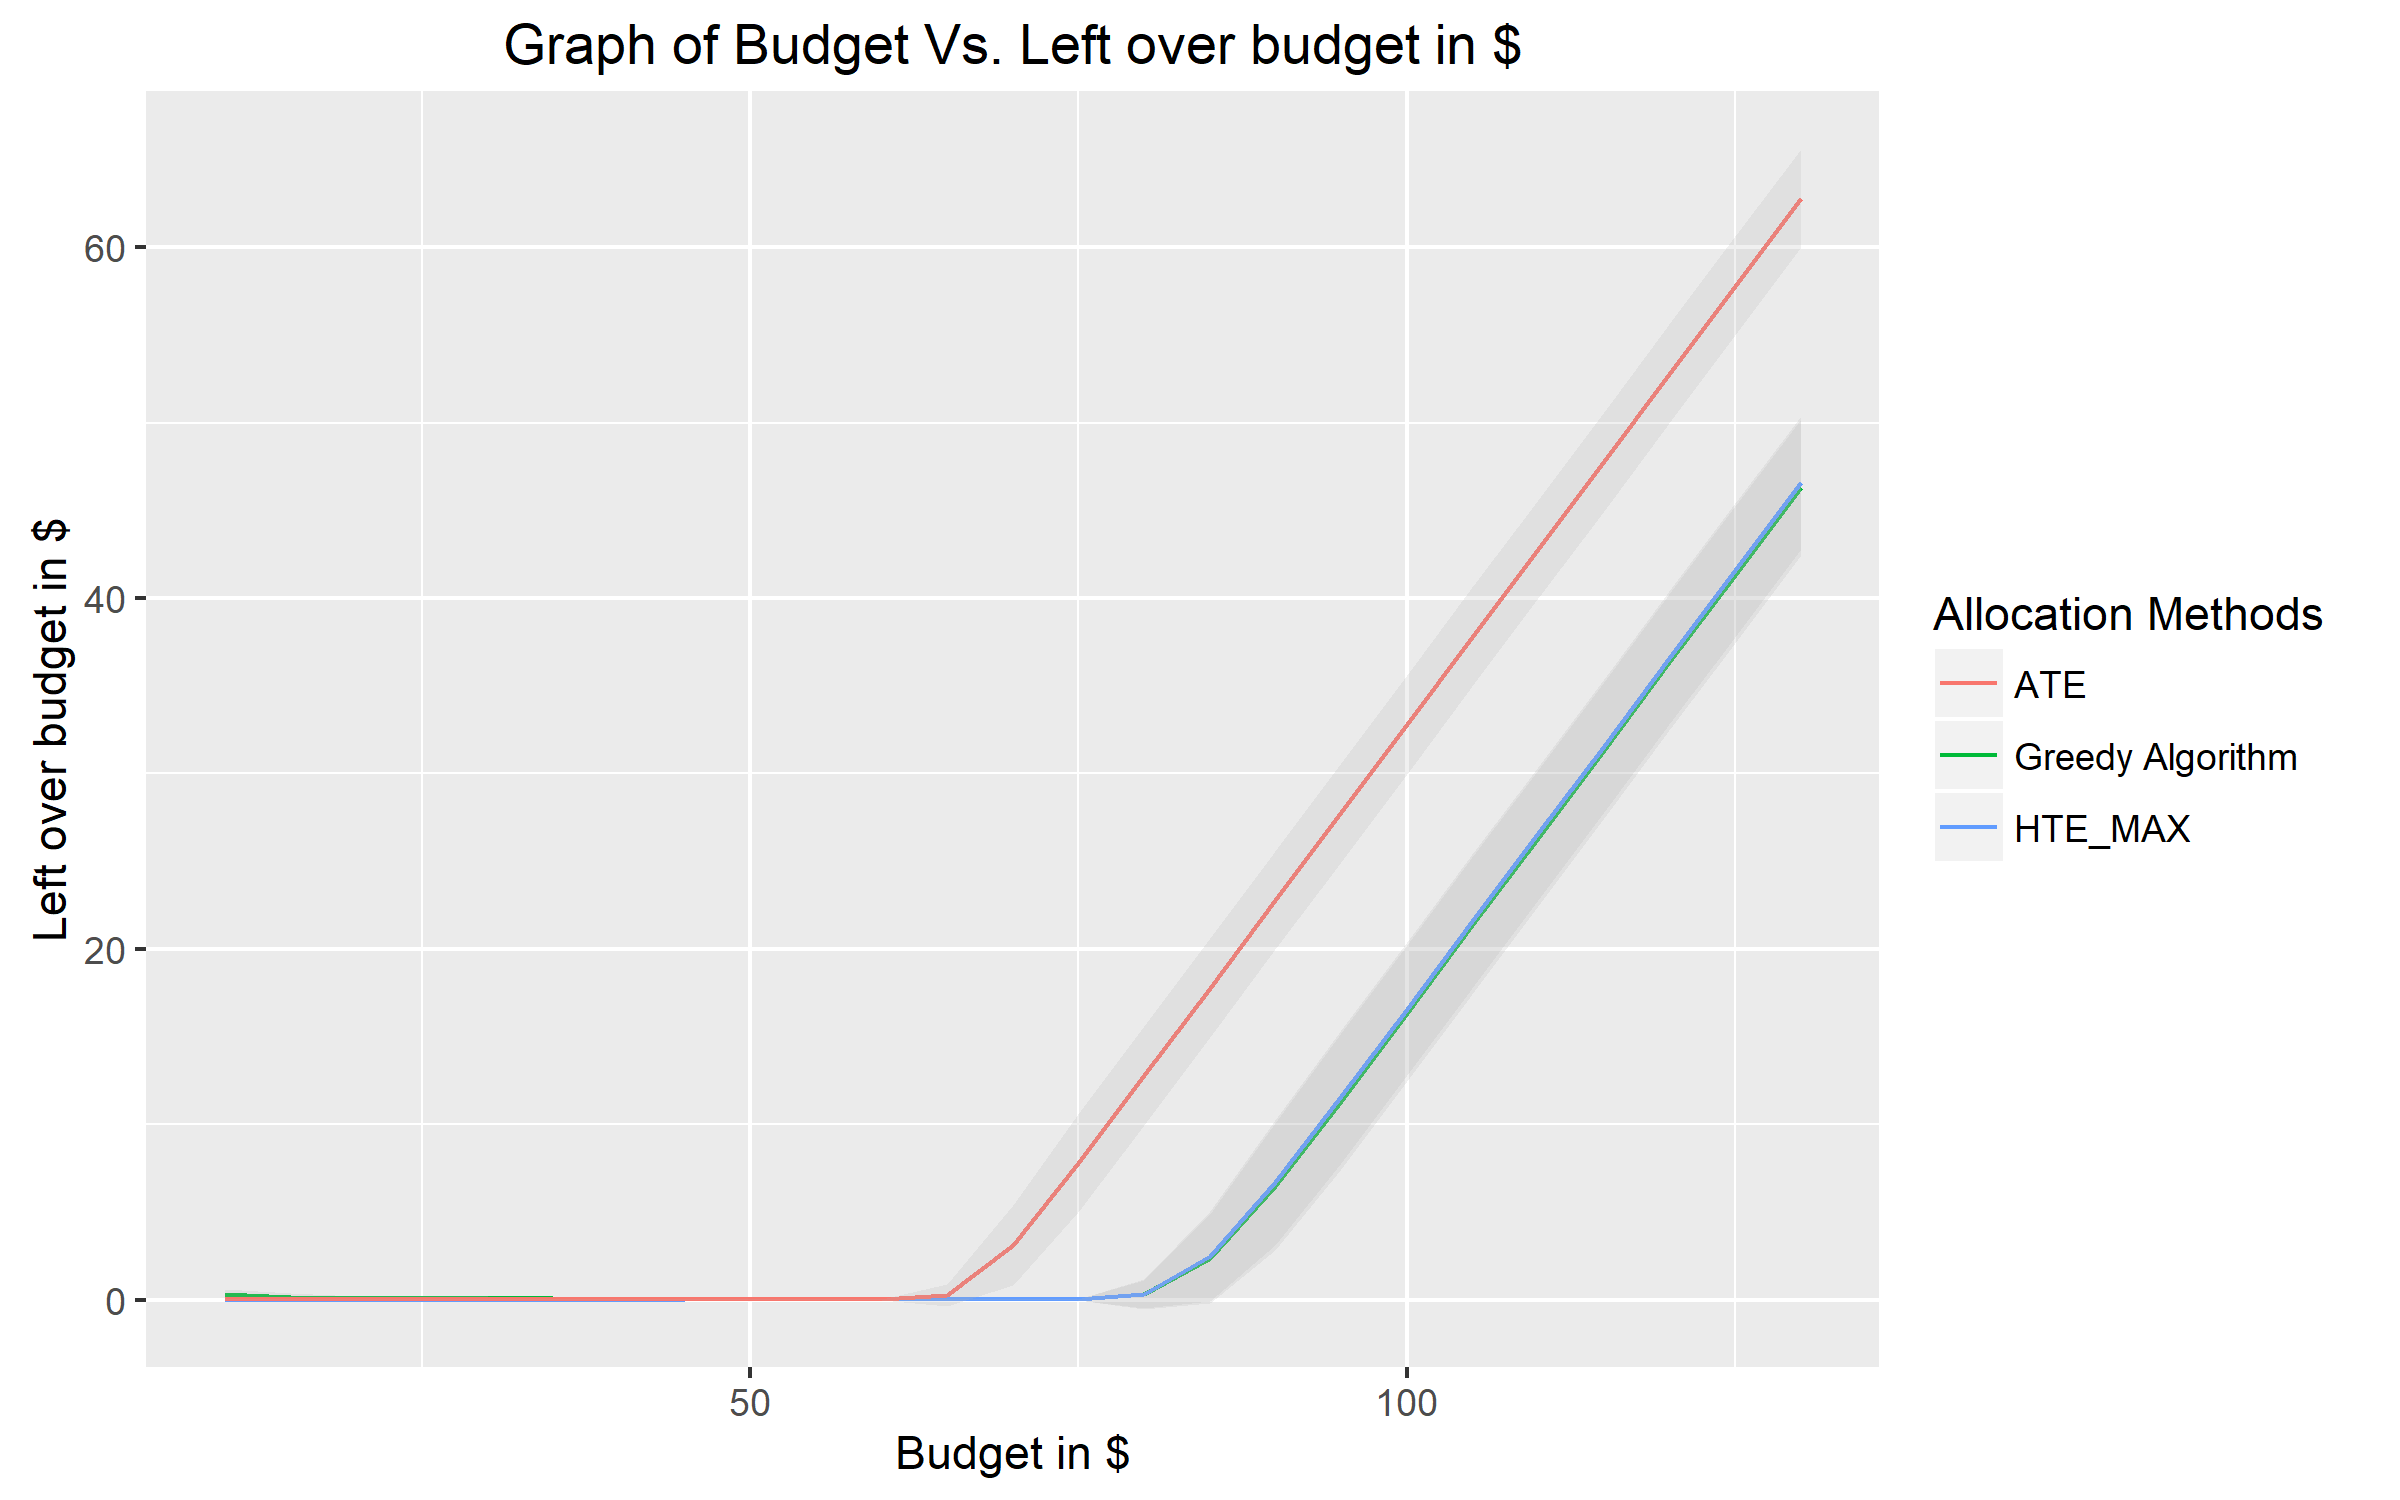 Graph of Budget Vs. Left over budget in $
Left over budget in $
60
40
20
0
50
100
Budget in $
Allocation Methods
ATE
Greedy Algorithm
HTE_MAX